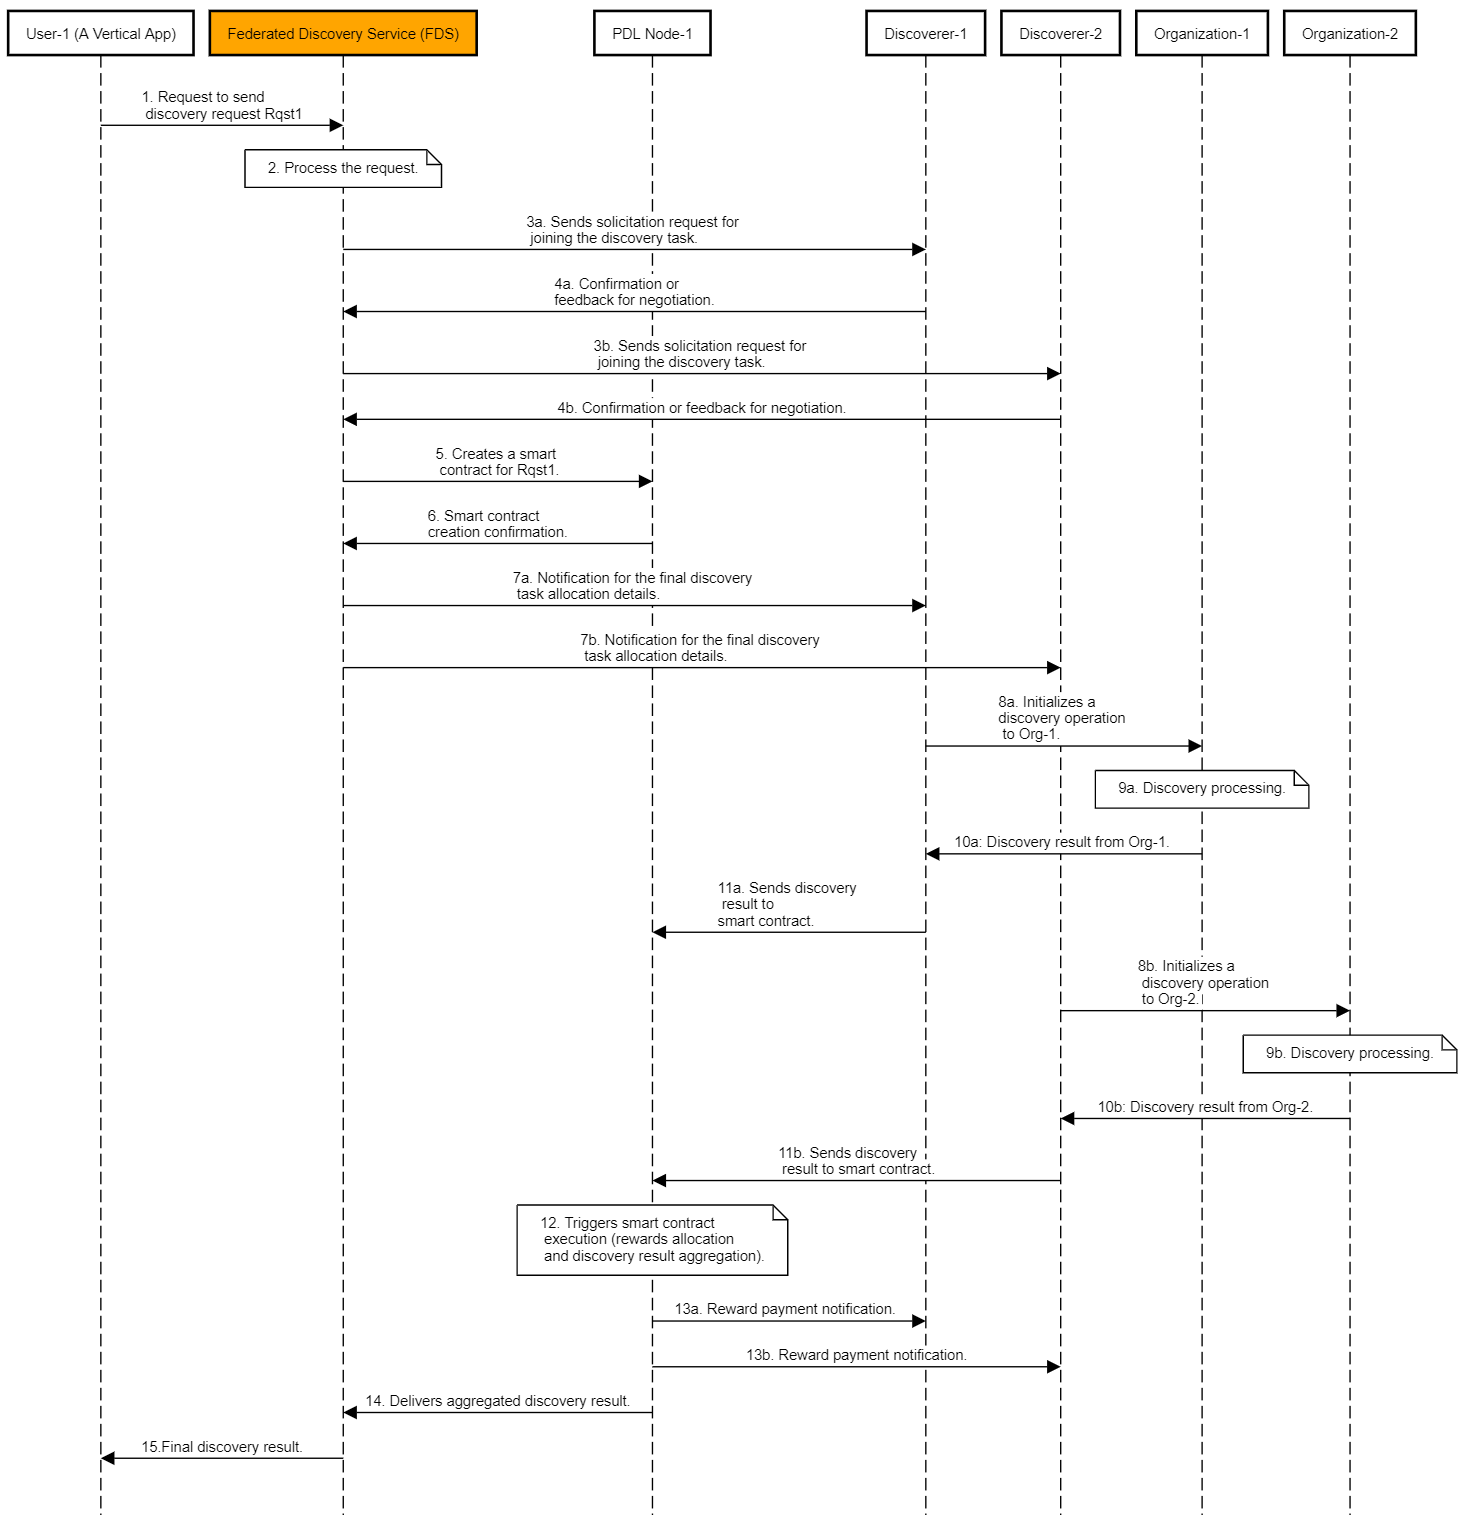 User-1 (A Vertical App)
Federated Discovery Service (FDS)
PDL Node-1
Discoverer-1
Discoverer-2
Organization-1
Organization-2
1. Request to send
discovery request Rqst1
2. Process the request.
3a. Sends solicitation request for
joining the discovery task.
4a. Confirmation or
feedback for negotiation.
3b. Sends solicitation request for
joining the discovery task.
4b. Confirmation or feedback for negotiation.
5. Creates a smart
contract for Rqst1.
6. Smart contract
creation confirmation.
7a. Notification for the final discovery
task allocation details.
7b. Notification for the final discovery
task allocation details.
8a. Initializes a
discovery operation
to Org-1.
9a. Discovery processing.
10a: Discovery result from Org-1.
11a. Sends discovery
result to
smart contract.
8b. Initializes a
discovery operation
to Org-2.
9b. Discovery processing.
10b: Discovery result from Org-2.
11b. Sends discovery
result to smart contract.
12. Triggers smart contract
execution (rewards allocation
and discovery result aggregation).
13a. Reward payment notification.
13b. Reward payment notification.
14. Delivers aggregated discovery result.
15.Final discovery result.